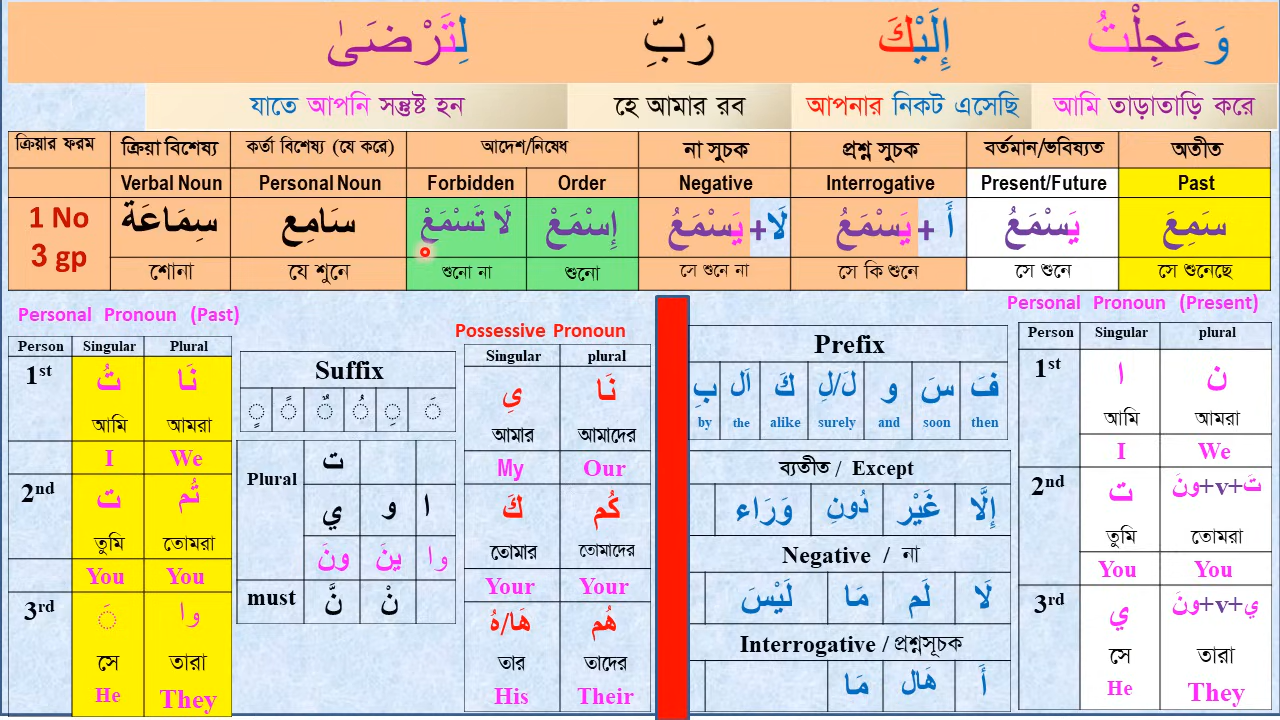 وَ عَجِلْتُ إِلَيْكَ رَبِّ لِتَرْضَىٰ
যাতে আপনি সন্তুষ্ট হন হে আমার রব আপনার নিকট এসেছি আমি তাড়াতাড়ি করে
ক্রিয়ার ফরম ক্রিয়া বিশেষ্য কর্তা বিশেষ্য (যে করে) আদেশ/নিষেধ না সুচক প্রশ্ন সুচক বর্তমান/ভবিষ্যত অতীত
Verbal Noun Personal Noun Forbidden Order Negative Interrogative Present/Future Past
1 No
3 gp
سِمَاعَة سَامِع لَا تَسْمَعْ إِسْمَعْ لَا+ يَسْمَعُ أَ + يَسْمَعُ يَسْمَعُ سَمِعَ
শোনা যে শুনে শুনো না শুনো সে শুনে না সে কি শুনে সে শুনে সে শুনেছে
Personal Pronoun (Past)
Person Singular Plural
1st تُ نَا
আমি আমরা
I We
2nd ت تُم
তুমি তোমরা
You You
3rd َ وا
সে তারা
He They
Suffix
ٍ ً ٌ ُ ِ َ
Plural ت
ي و ا
ونَ ينَ وا
must نَّ نْ
Possessive Pronoun
Singular plural
يِ نَا
আমার আমাদের
My Our
كَ كُم
তোমার তোমাদের
Your Your
هَا/هُ هُم
তার তাদের
His Their
Prefix
بِ اَل كَ لَ/لِ و سَ فَ
by the alike surely and soon then
ব্যতীত / Except
وَرَاء دُونِ غَيْر إِلَّا
Negative / না
لَيْسَ مَا لَم لَا
Interrogative / প্রশ্নসূচক
مَا هَال أَ
Personal Pronoun (Present)
Person Singular plural
1st ا ن
আমি আমরা
I We
2nd ت تَ+v+ونَ
তুমি তোমরা
You You
3rd ي ي+v+ونَ
সে তারা
He They